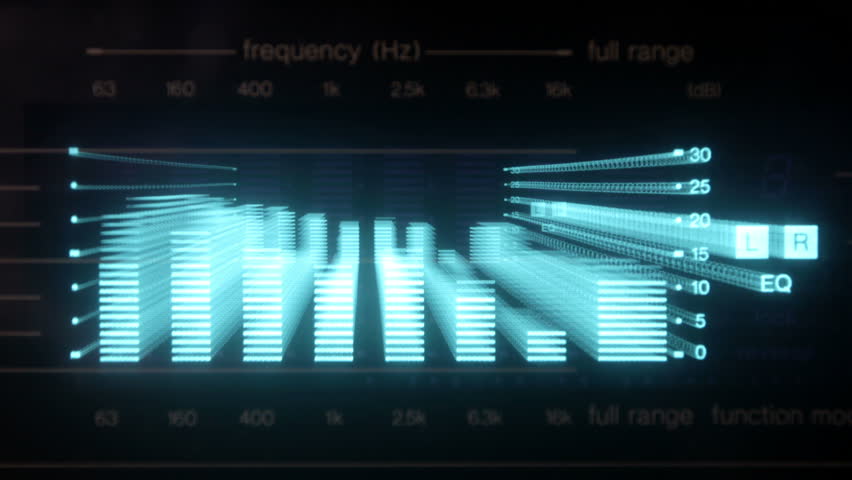 frequency (Hz) full range
63 160 400 1k 2.5k 6.3k 16k (dB)
30
25
20
L R
15
EQ
10
5
0
63 160 400 1k 2.5k 6.3k 16k full range function mo